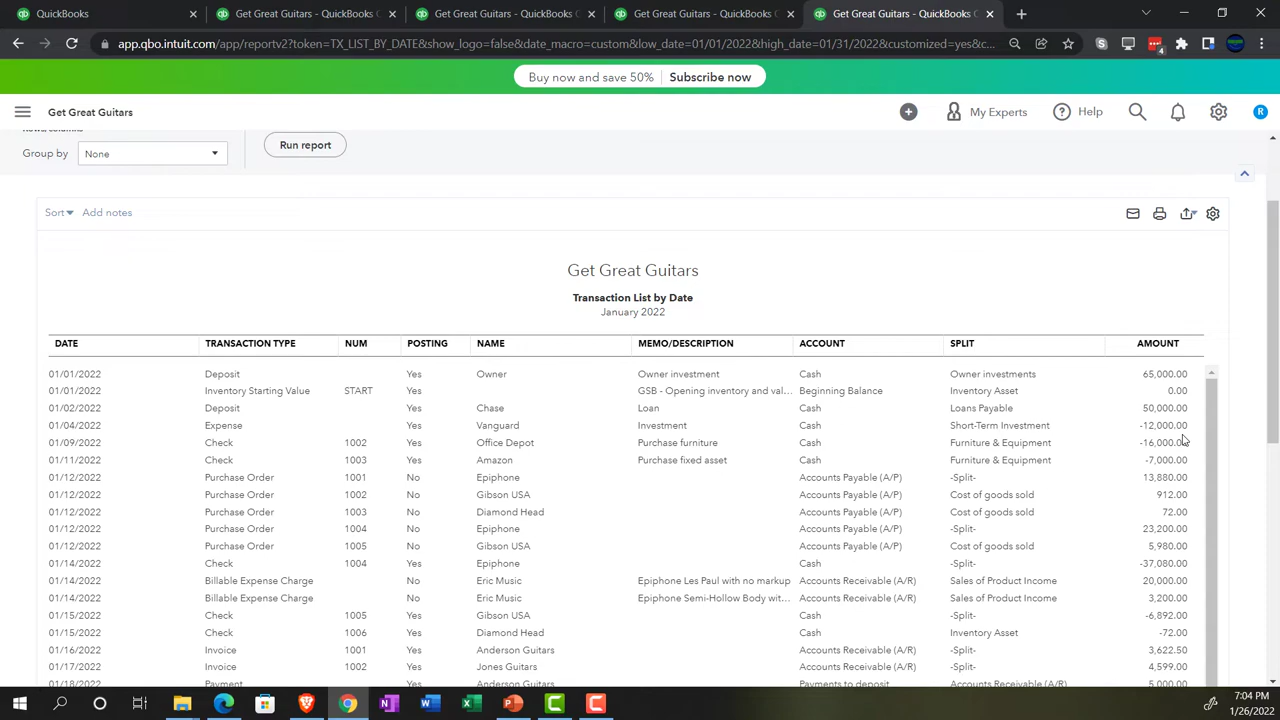 QuickBooks
Get Great Guitars - QuickBooks C
Get Great Guitars - QuickBooks C
Get Great Guitars - QuickBooks C
Get Great Guitars - QuickBooks C
app.qbo.intuit.com/app/reportv2?token=TX_LIST_BY_DATE&show_logo=false&date_macro=custom&low_date=01/01/2022&high_date=01/31/2022&customized=yes&c...
4
Buy now and save 50% Subscribe now
Get Great Guitars My Experts Help R
Rows/columns
Group by None Run report
Sort Add notes
Get Great Guitars
Transaction List by Date
January 2022
DATE TRANSACTION TYPE NUM POSTING NAME MEMO/DESCRIPTION ACCOUNT SPLIT AMOUNT
01/01/2022 Deposit Yes Owner Owner investment Cash Owner investments 65,000.00
01/01/2022 Inventory Starting Value START Yes GSB - Opening inventory and val... Beginning Balance Inventory Asset 0.00
01/02/2022 Deposit Yes Chase Loan Cash Loans Payable 50,000.00
01/04/2022 Expense Yes Vanguard Investment Cash Short-Term Investment -12,000.00
01/09/2022 Check 1002 Yes Office Depot Purchase furniture Cash Furniture & Equipment -16,000.00
01/11/2022 Check 1003 Yes Amazon Purchase fixed asset Cash Furniture & Equipment -7,000.00
01/12/2022 Purchase Order 1001 No Epiphone Accounts Payable (A/P) -Split- 13,880.00
01/12/2022 Purchase Order 1002 No Gibson USA Accounts Payable (A/P) Cost of goods sold 912.00
01/12/2022 Purchase Order 1003 No Diamond Head Accounts Payable (A/P) Cost of goods sold 72.00
01/12/2022 Purchase Order 1004 No Epiphone Accounts Payable (A/P) -Split- 23,200.00
01/12/2022 Purchase Order 1005 No Gibson USA Accounts Payable (A/P) Cost of goods sold 5,980.00
01/14/2022 Check 1004 Yes Epiphone Cash -Split- -37,080.00
01/14/2022 Billable Expense Charge No Eric Music Epiphone Les Paul with no markup Accounts Receivable (A/R) Sales of Product Income 20,000.00
01/14/2022 Billable Expense Charge No Eric Music Epiphone Semi-Hollow Body wit... Accounts Receivable (A/R) Sales of Product Income 3,200.00
01/15/2022 Check 1005 Yes Gibson USA Cash -Split- -6,892.00
01/15/2022 Check 1006 Yes Diamond Head Cash Inventory Asset -72.00
01/16/2022 Invoice 1001 Yes Anderson Guitars Accounts Receivable (A/R) -Split- 3,622.50
01/17/2022 Invoice 1002 Yes Jones Guitars Accounts Receivable (A/R) -Split- 4,599.00
01/18/2022 Payment Yes Anderson Guitars Payments to deposit Accounts Receivable (A/R) 5,000.00
7:04 PM
1/26/2022